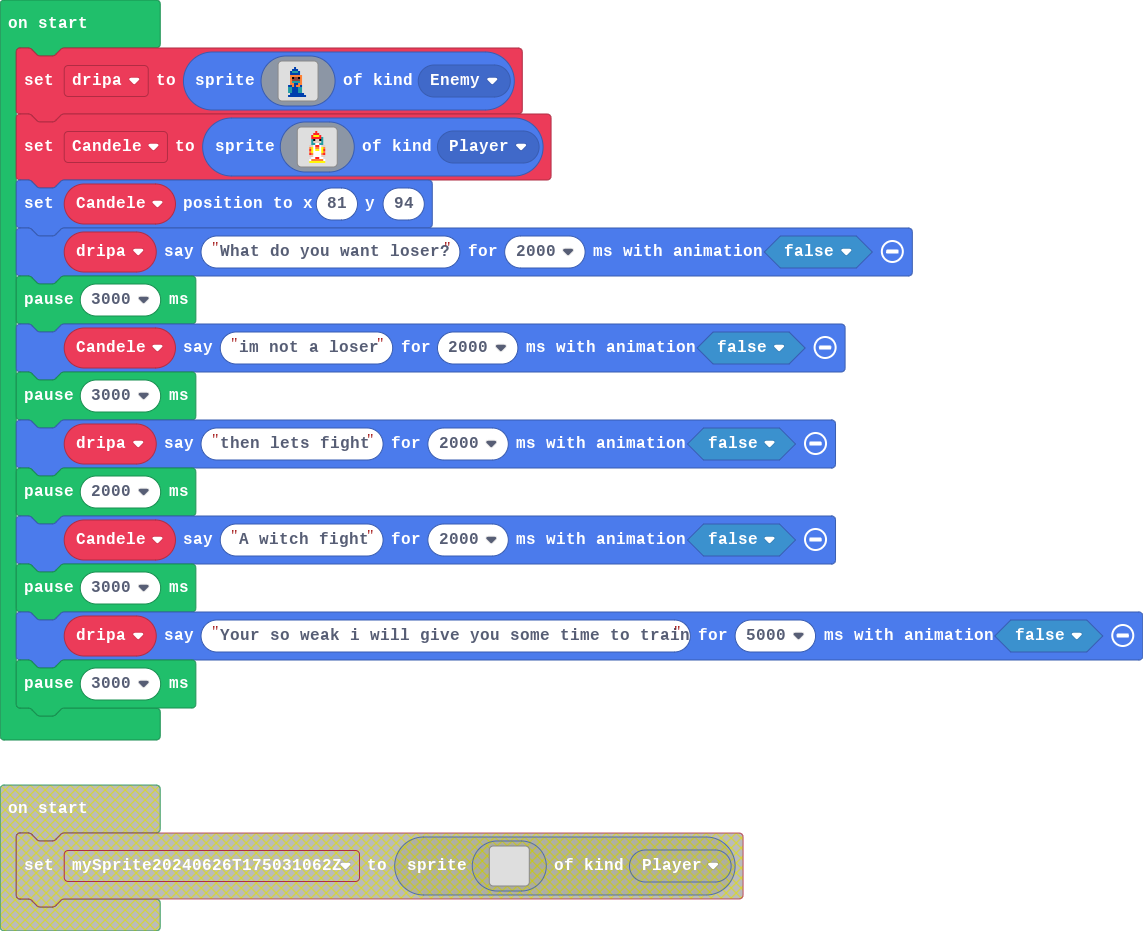 on start
set dripa to sprite of kind Enemy
set Candele to sprite of kind Player
set Candele position to x 81 y 94
dripa say "What do you want loser?" for 2000 ms with animation false
pause 3000 ms
Candele say "im not a loser" for 2000 ms with animation false
pause 3000 ms
dripa say "then lets fight" for 2000 ms with animation false
pause 2000 ms
Candele say "A witch fight" for 2000 ms with animation false
pause 3000 ms
dripa say "Your so weak i will give you some time to train" for 5000 ms with animation false
pause 3000 ms
on start
set mySprite20240626T175031062Z to sprite of kind Player